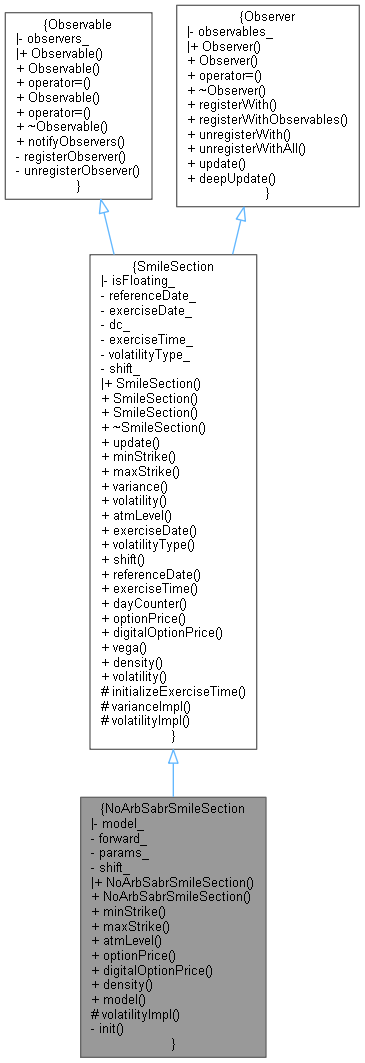 {Observable
|- observers_
|+ Observable()
+ Observable()
+ operator=()
+ Observable()
+ operator=()
+ ~Observable()
+ notifyObservers()
- registerObserver()
- unregisterObserver()
}
{Observer
|- observables_
|+ Observer()
+ Observer()
+ operator=()
+ ~Observer()
+ registerWith()
+ registerWithObservables()
+ unregisterWith()
+ unregisterWithAll()
+ update()
+ deepUpdate()
}
{SmileSection
|- isFloating_
- referenceDate_
- exerciseDate_
- dc_
- exerciseTime_
- volatilityType_
- shift_
|+ SmileSection()
+ SmileSection()
+ SmileSection()
+ ~SmileSection()
+ update()
+ minStrike()
+ maxStrike()
+ variance()
+ volatility()
+ atmLevel()
+ exerciseDate()
+ volatilityType()
+ shift()
+ referenceDate()
+ exerciseTime()
+ dayCounter()
+ optionPrice()
+ digitalOptionPrice()
+ vega()
+ density()
+ volatility()
# initializeExerciseTime()
# varianceImpl()
# volatilityImpl()
}
{NoArbSabrSmileSection
|- model_
- forward_
- params_
- shift_
|+ NoArbSabrSmileSection()
+ NoArbSabrSmileSection()
+ minStrike()
+ maxStrike()
+ atmLevel()
+ optionPrice()
+ digitalOptionPrice()
+ density()
+ model()
# volatilityImpl()
- init()
}